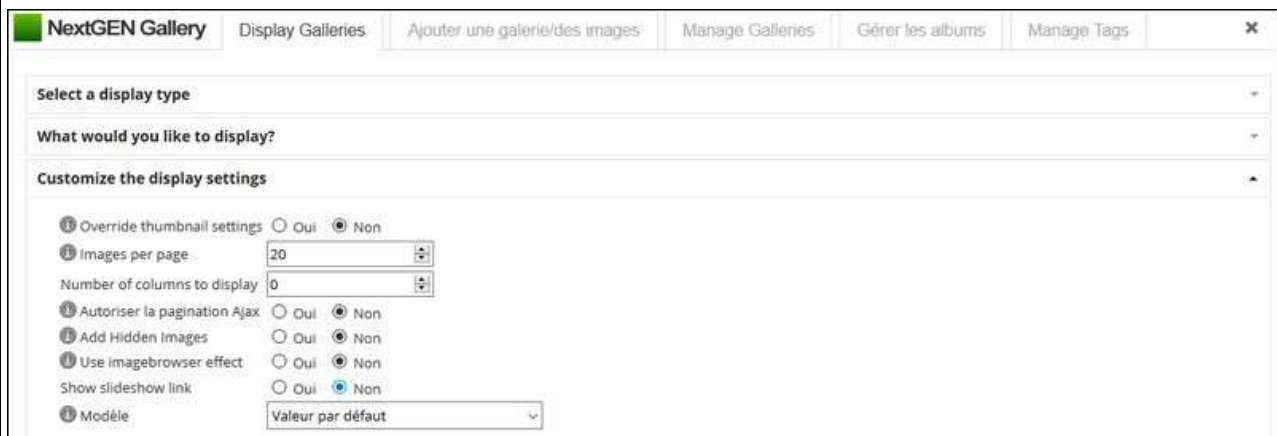 NextGEN Gallery Display Galleries Ajouter une galerie/des images Manage Galleries Gérer les albums Manage Tags ×
Select a display type
What would you like to display?
Customize the display settings
Override thumbnail settings Oui Non
Images per page 20
Number of columns to display 0
Autoriser la pagination Ajax Oui Non
Add Hidden Images Oui Non
Use imagebrowser effect Oui Non
Show slideshow link Oui Non
Modèle Valeur par défaut